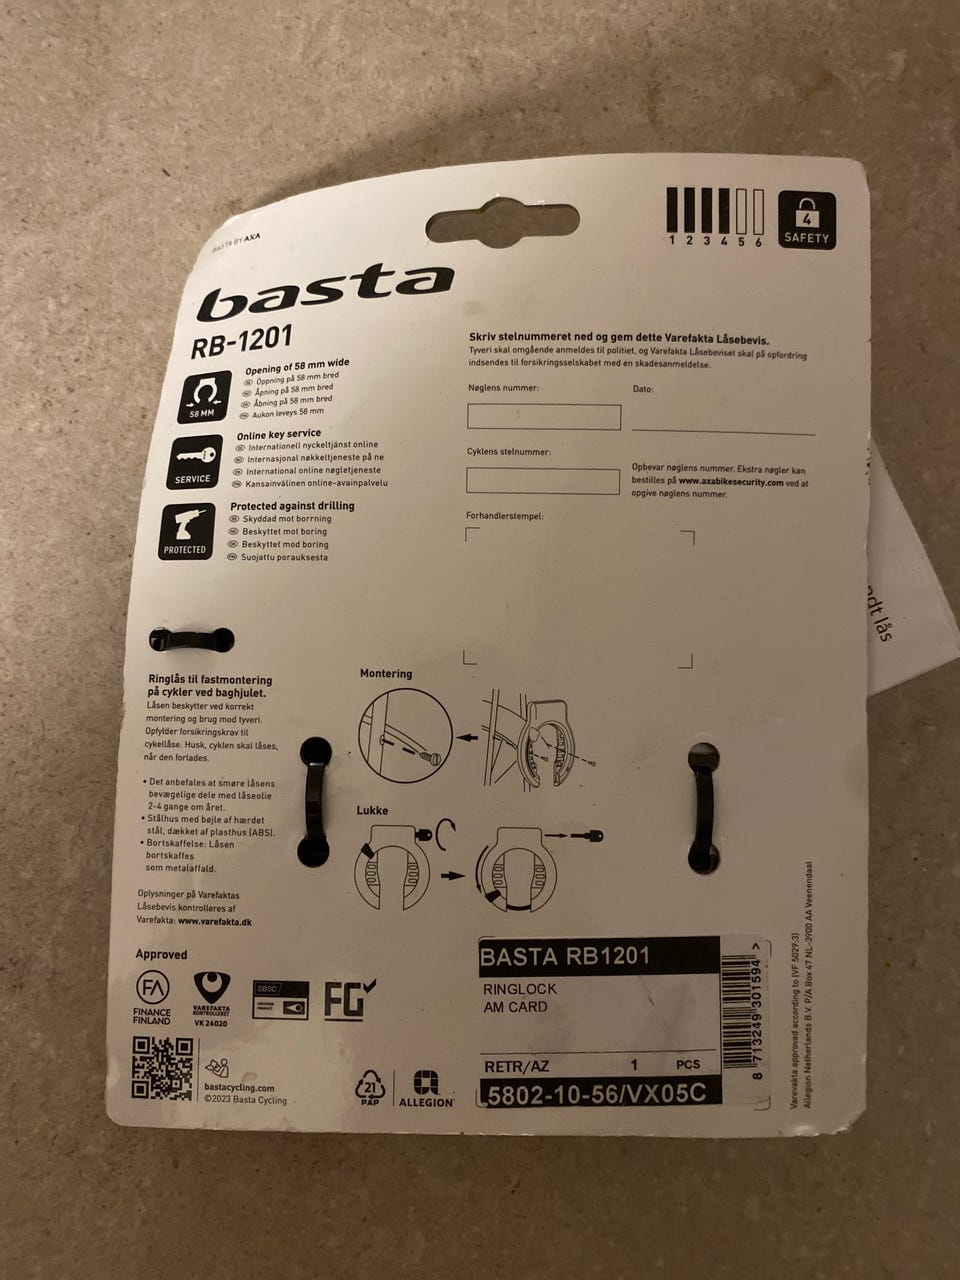 BASTA BY AXA
basta
RB-1201
1 2 3 4 5 6
4
SAFETY
58 MM
Opening of 58 mm wide
Öppning på 58 mm bred
Åpning på 58 mm bred
Åbning på 58 mm bred
Aukon leveys 58 mm
SERVICE
Online key service
Internationell nyckeltjänst online
Internasjonal nøkkeltjeneste på ne
International online nøgletjeneste
Kansainvälinen online-avainpalvelu
PROTECTED
Protected against drilling
Skyddad mot borrning
Beskyttet mot boring
Beskyttet mod boring
Suojattu porauksesta
Skriv stelnummeret ned og gem dette Varefakta Låsebevis.
Tyveri skal omgående anmeldes til politiet, og Varefakta Låsebeviset skal på opfordring
indsendes til forsikringsselskabet med en skadesanmeldelse.
Nøglens nummer:
Dato:
Cyklens stelnummer:
Opbevar nøglens nummer. Ekstra nøgler kan
bestilles på www.axabikesecurity.com ved at
opgive nøglens nummer.
Forhandlerstempel:
ndt lås
Ringlås til fastmontering
på cykler ved baghjulet.
Låsen beskytter ved korrekt
montering og brug mod tyveri.
Opfylder forsikringskrav til
cykellåse. Husk, cyklen skal låses,
når den forlades.
• Det anbefales at smøre låsens
bevægelige dele med låseolie
2-4 gange om året.
• Stålhus med bøjle af hærdet
stål, dækket af plasthus (ABS).
• Bortskaffelse: Låsen
bortskaffes
som metalaffald.
Oplysninger på Varefaktas
Låsebevis kontrolleres af
Varefakta: www.varefakta.dk
Montering
Lukke
Approved
FA
FINANCE
FINLAND
VAREFAKTA
KONTROLLERET
VK 24020
SBSC
CERTIFIED
PRODUCT
FG
bastacycling.com
©2023 Basta Cycling
21
PAP
ALLEGION
BASTA RB1201
RINGLOCK
AM CARD
RETR/AZ 1 PCS
5802-10-56/VX05C
8 713249 301594 >
Varevakta approved according to (VF 5029.3)
Allegion Netherlands B.V. P/A Box 47 NL-3900 AA Veenendaal